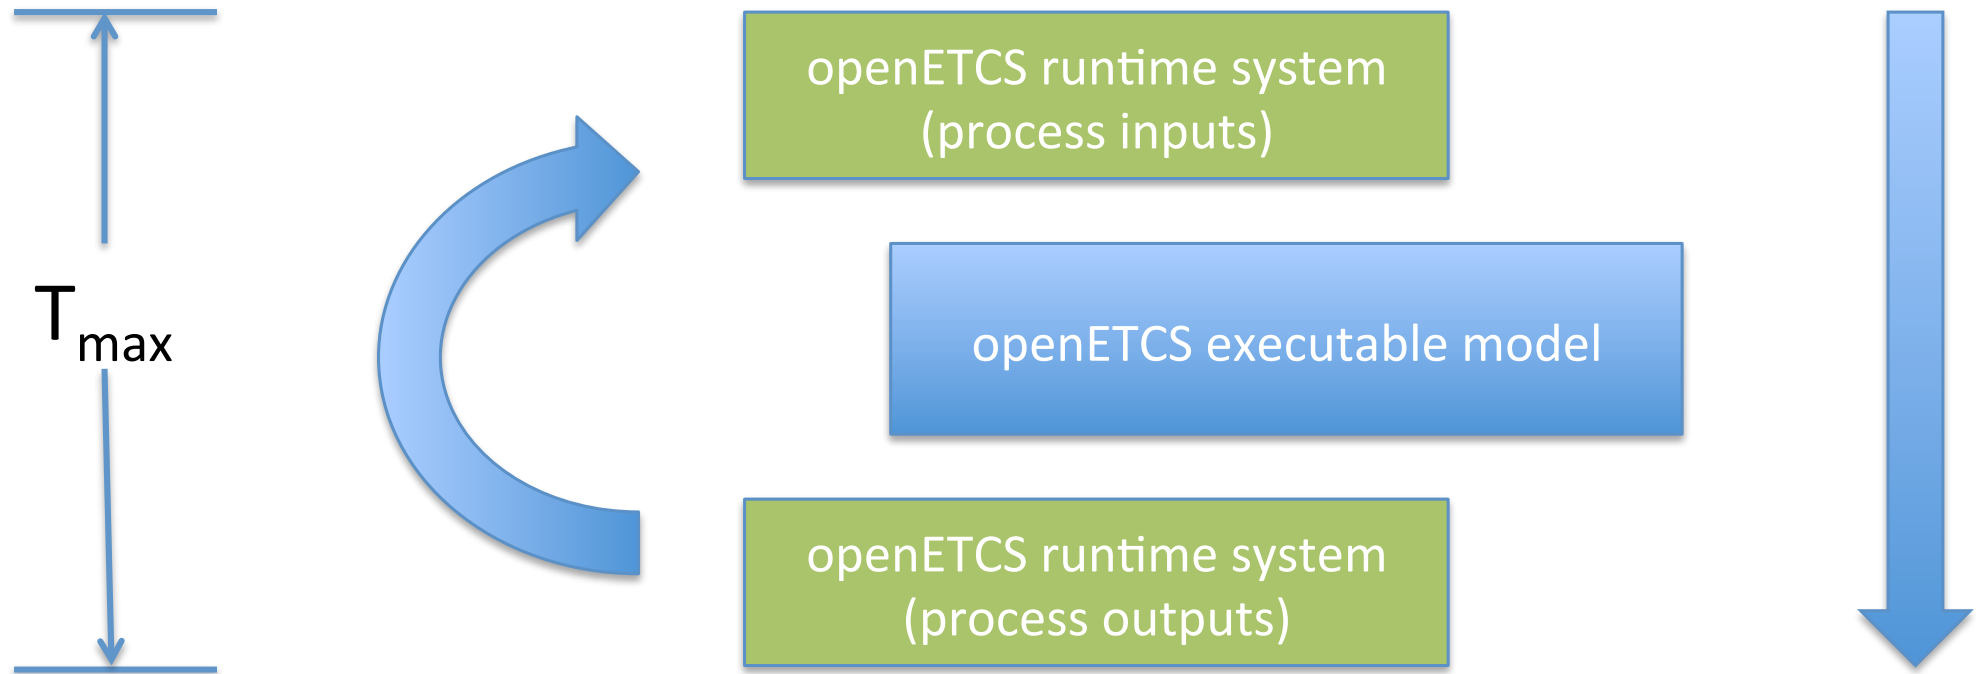 openETCS runtime system
(process inputs)
T max
openETCS executable model
openETCS runtime system
(process outputs)